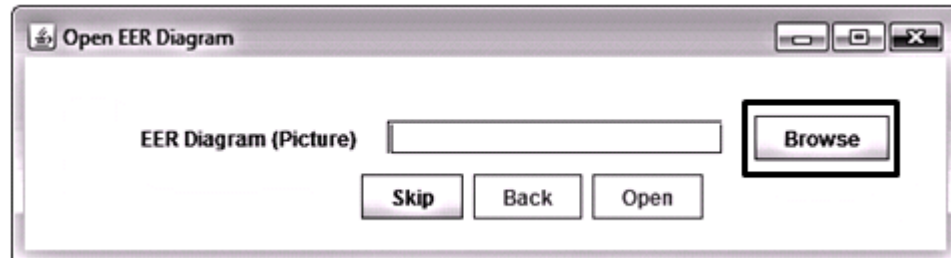 Open EER Diagram
EER Diagram (Picture) Browse
Skip Back Open